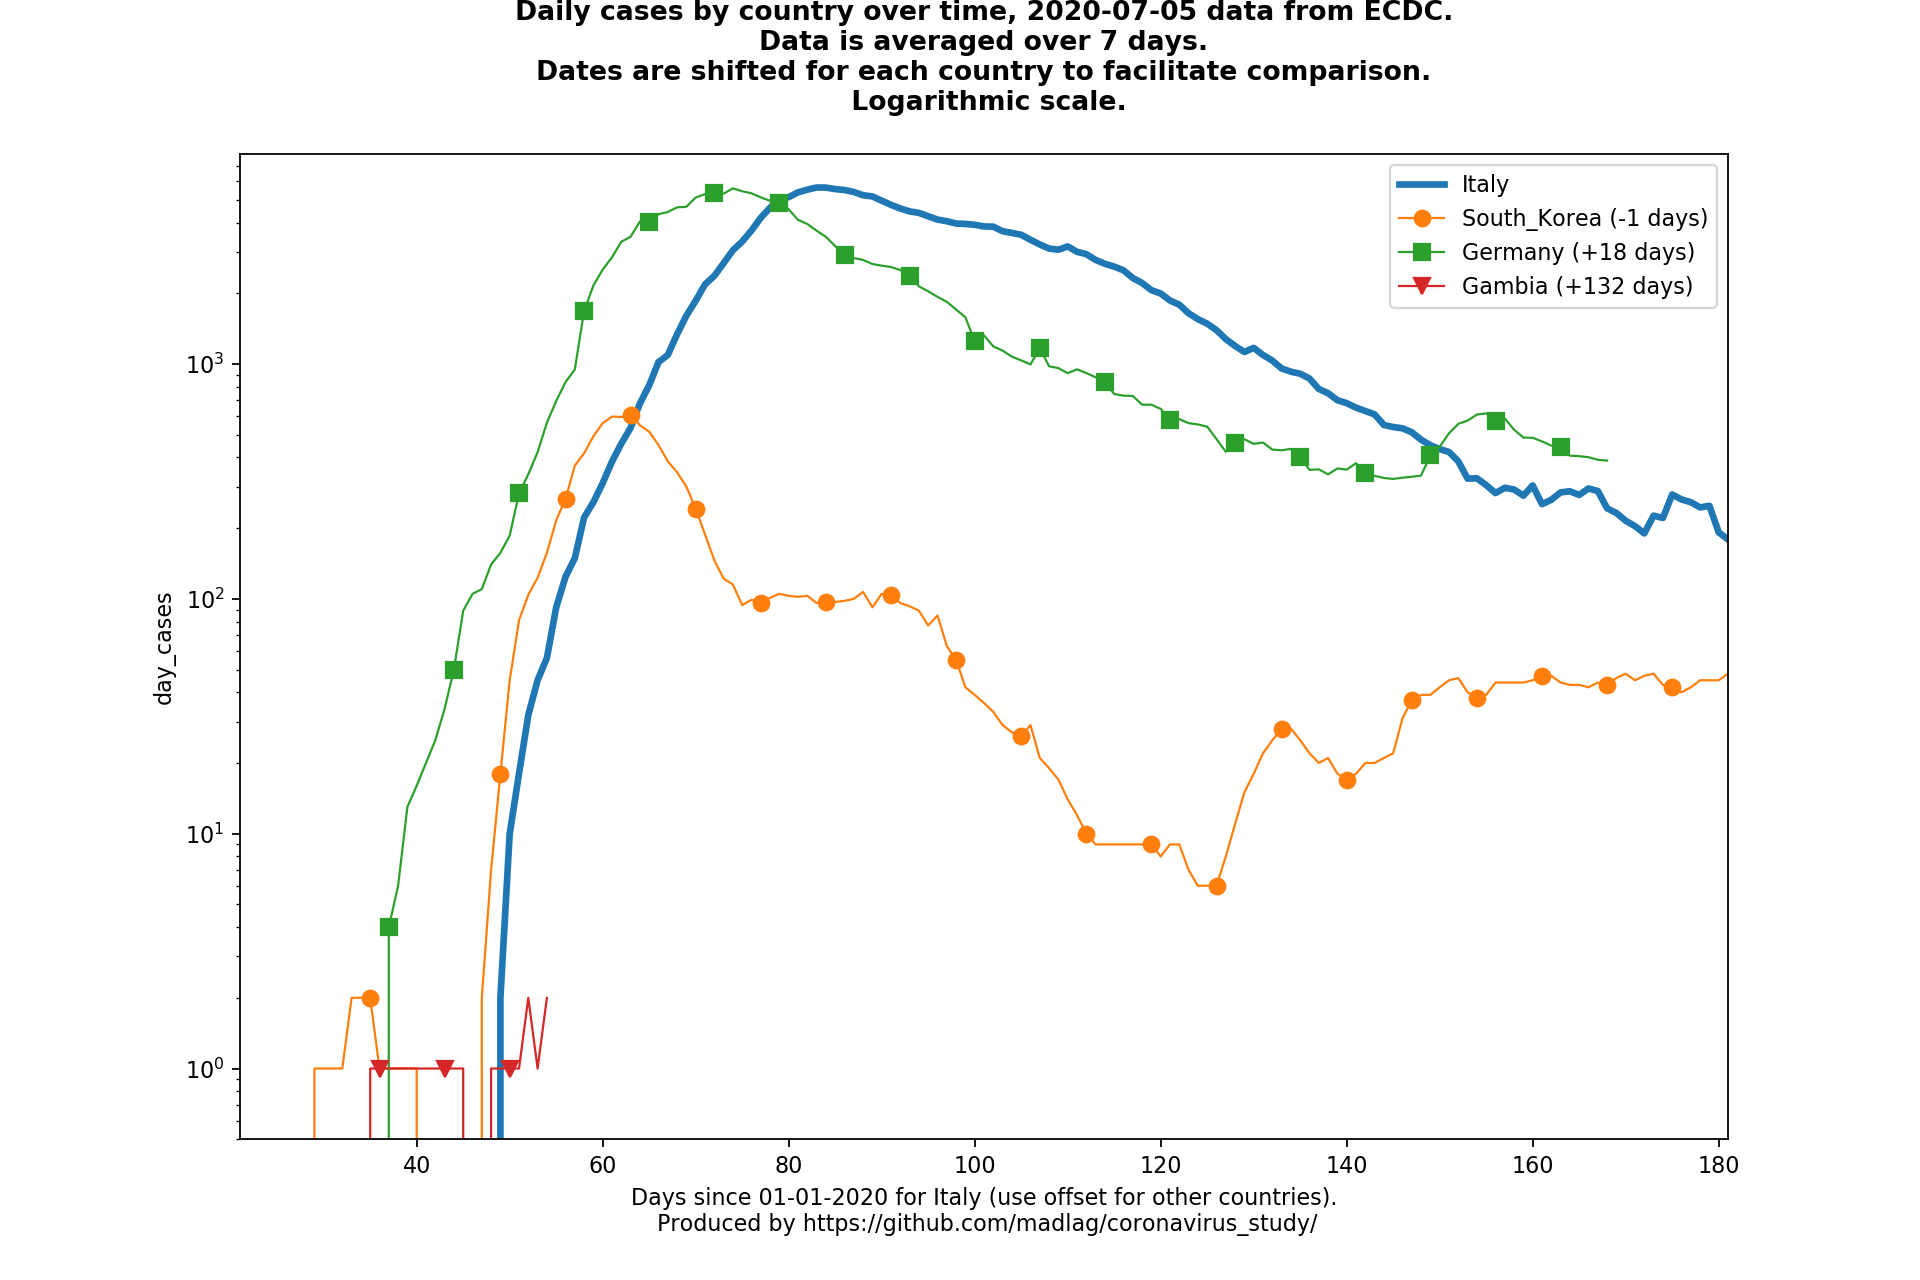 Daily cases by country over time, 2020-07-05 data from ECDC.
Data is averaged over 7 days.
Dates are shifted for each country to facilitate comparison.
Logarithmic scale.
Italy
South_Korea (-1 days)
Germany (+18 days)
Gambia (+132 days)
10³
10²
10¹
10⁰
day_cases
40 60 80 100 120 140 160 180
Days since 01-01-2020 for Italy (use offset for other countries).
Produced by https://github.com/madlag/coronavirus_study/